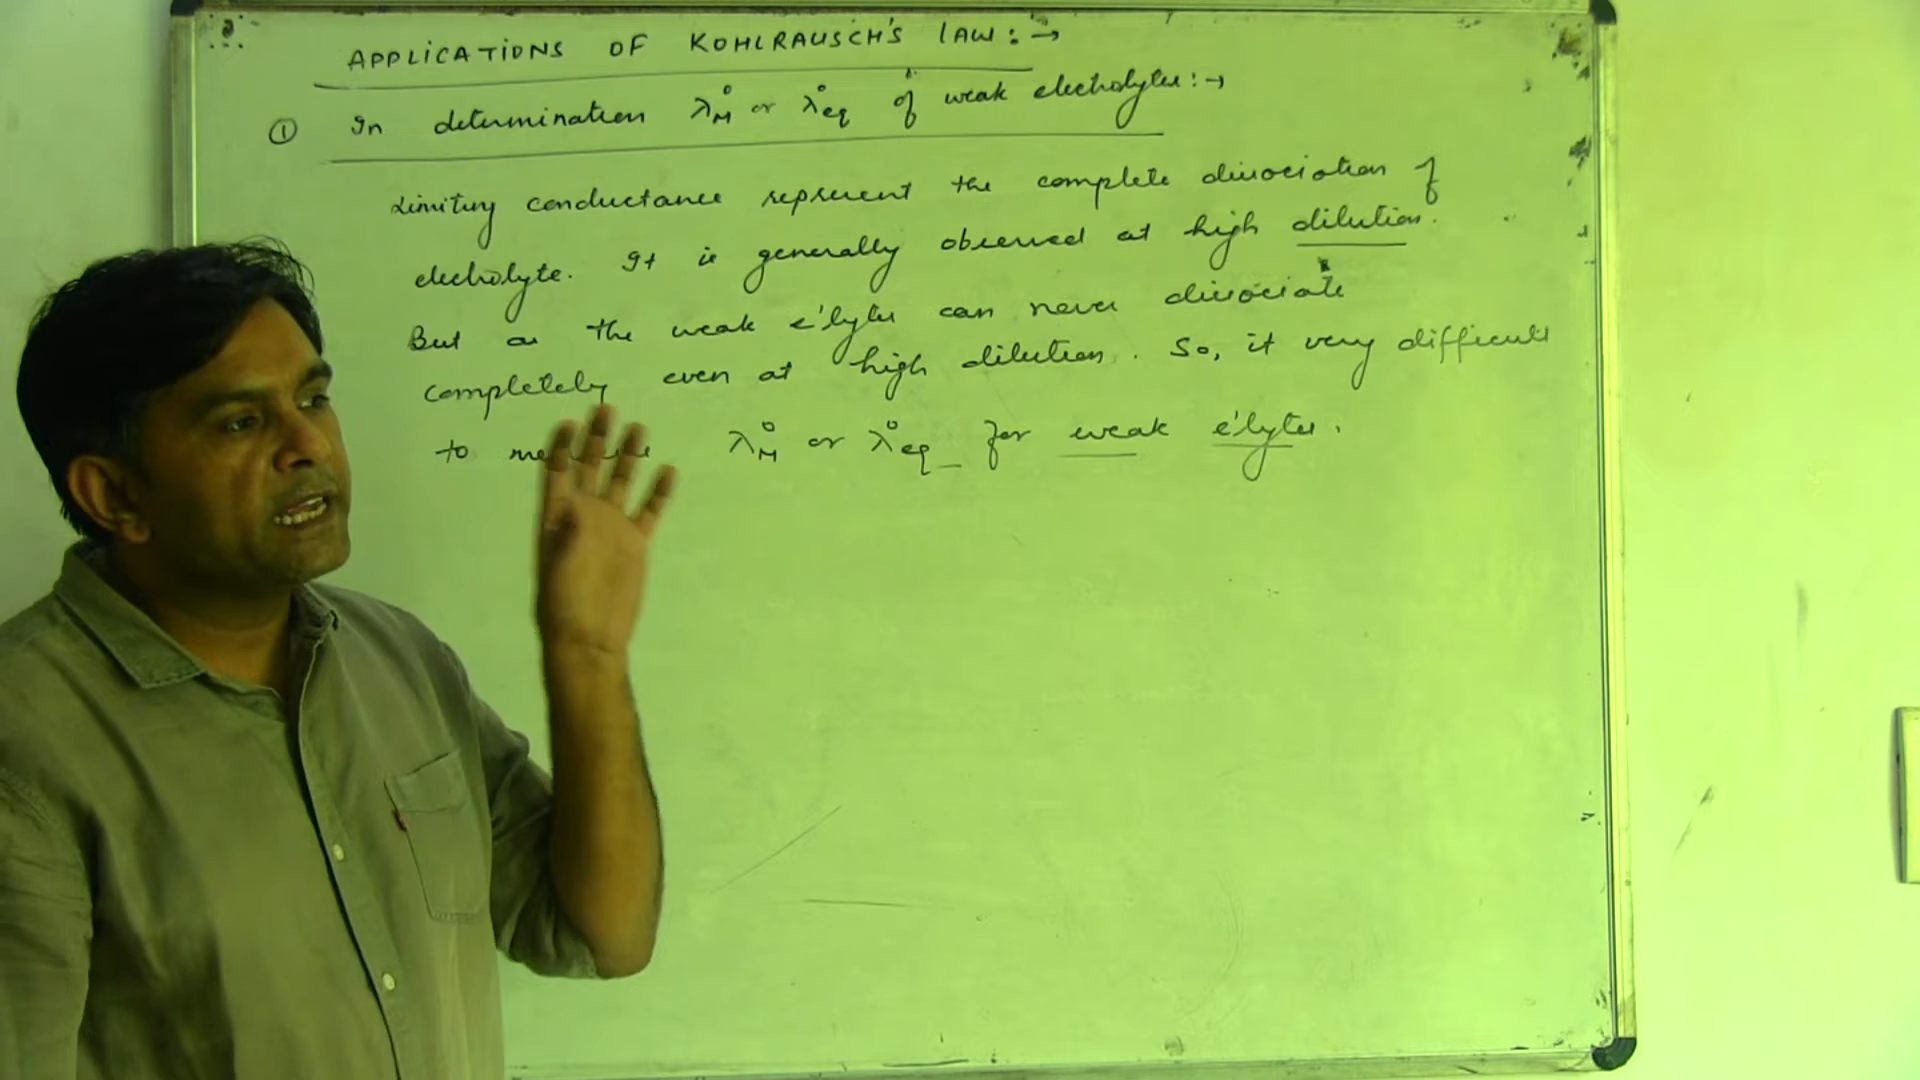 APPLICATIONS OF KOHLRAUSCH'S LAW:→
① In determination λ°M or λ°eq of weak electrolytes:→
Limiting conductance represent the complete dissociation of
electrolyte. It is generally observed at high dilution.
But as the weak e'lytes can never dissociate
completely even at high dilution. So, it very difficult
to λ°M or λ°eq for weak e'lytes.